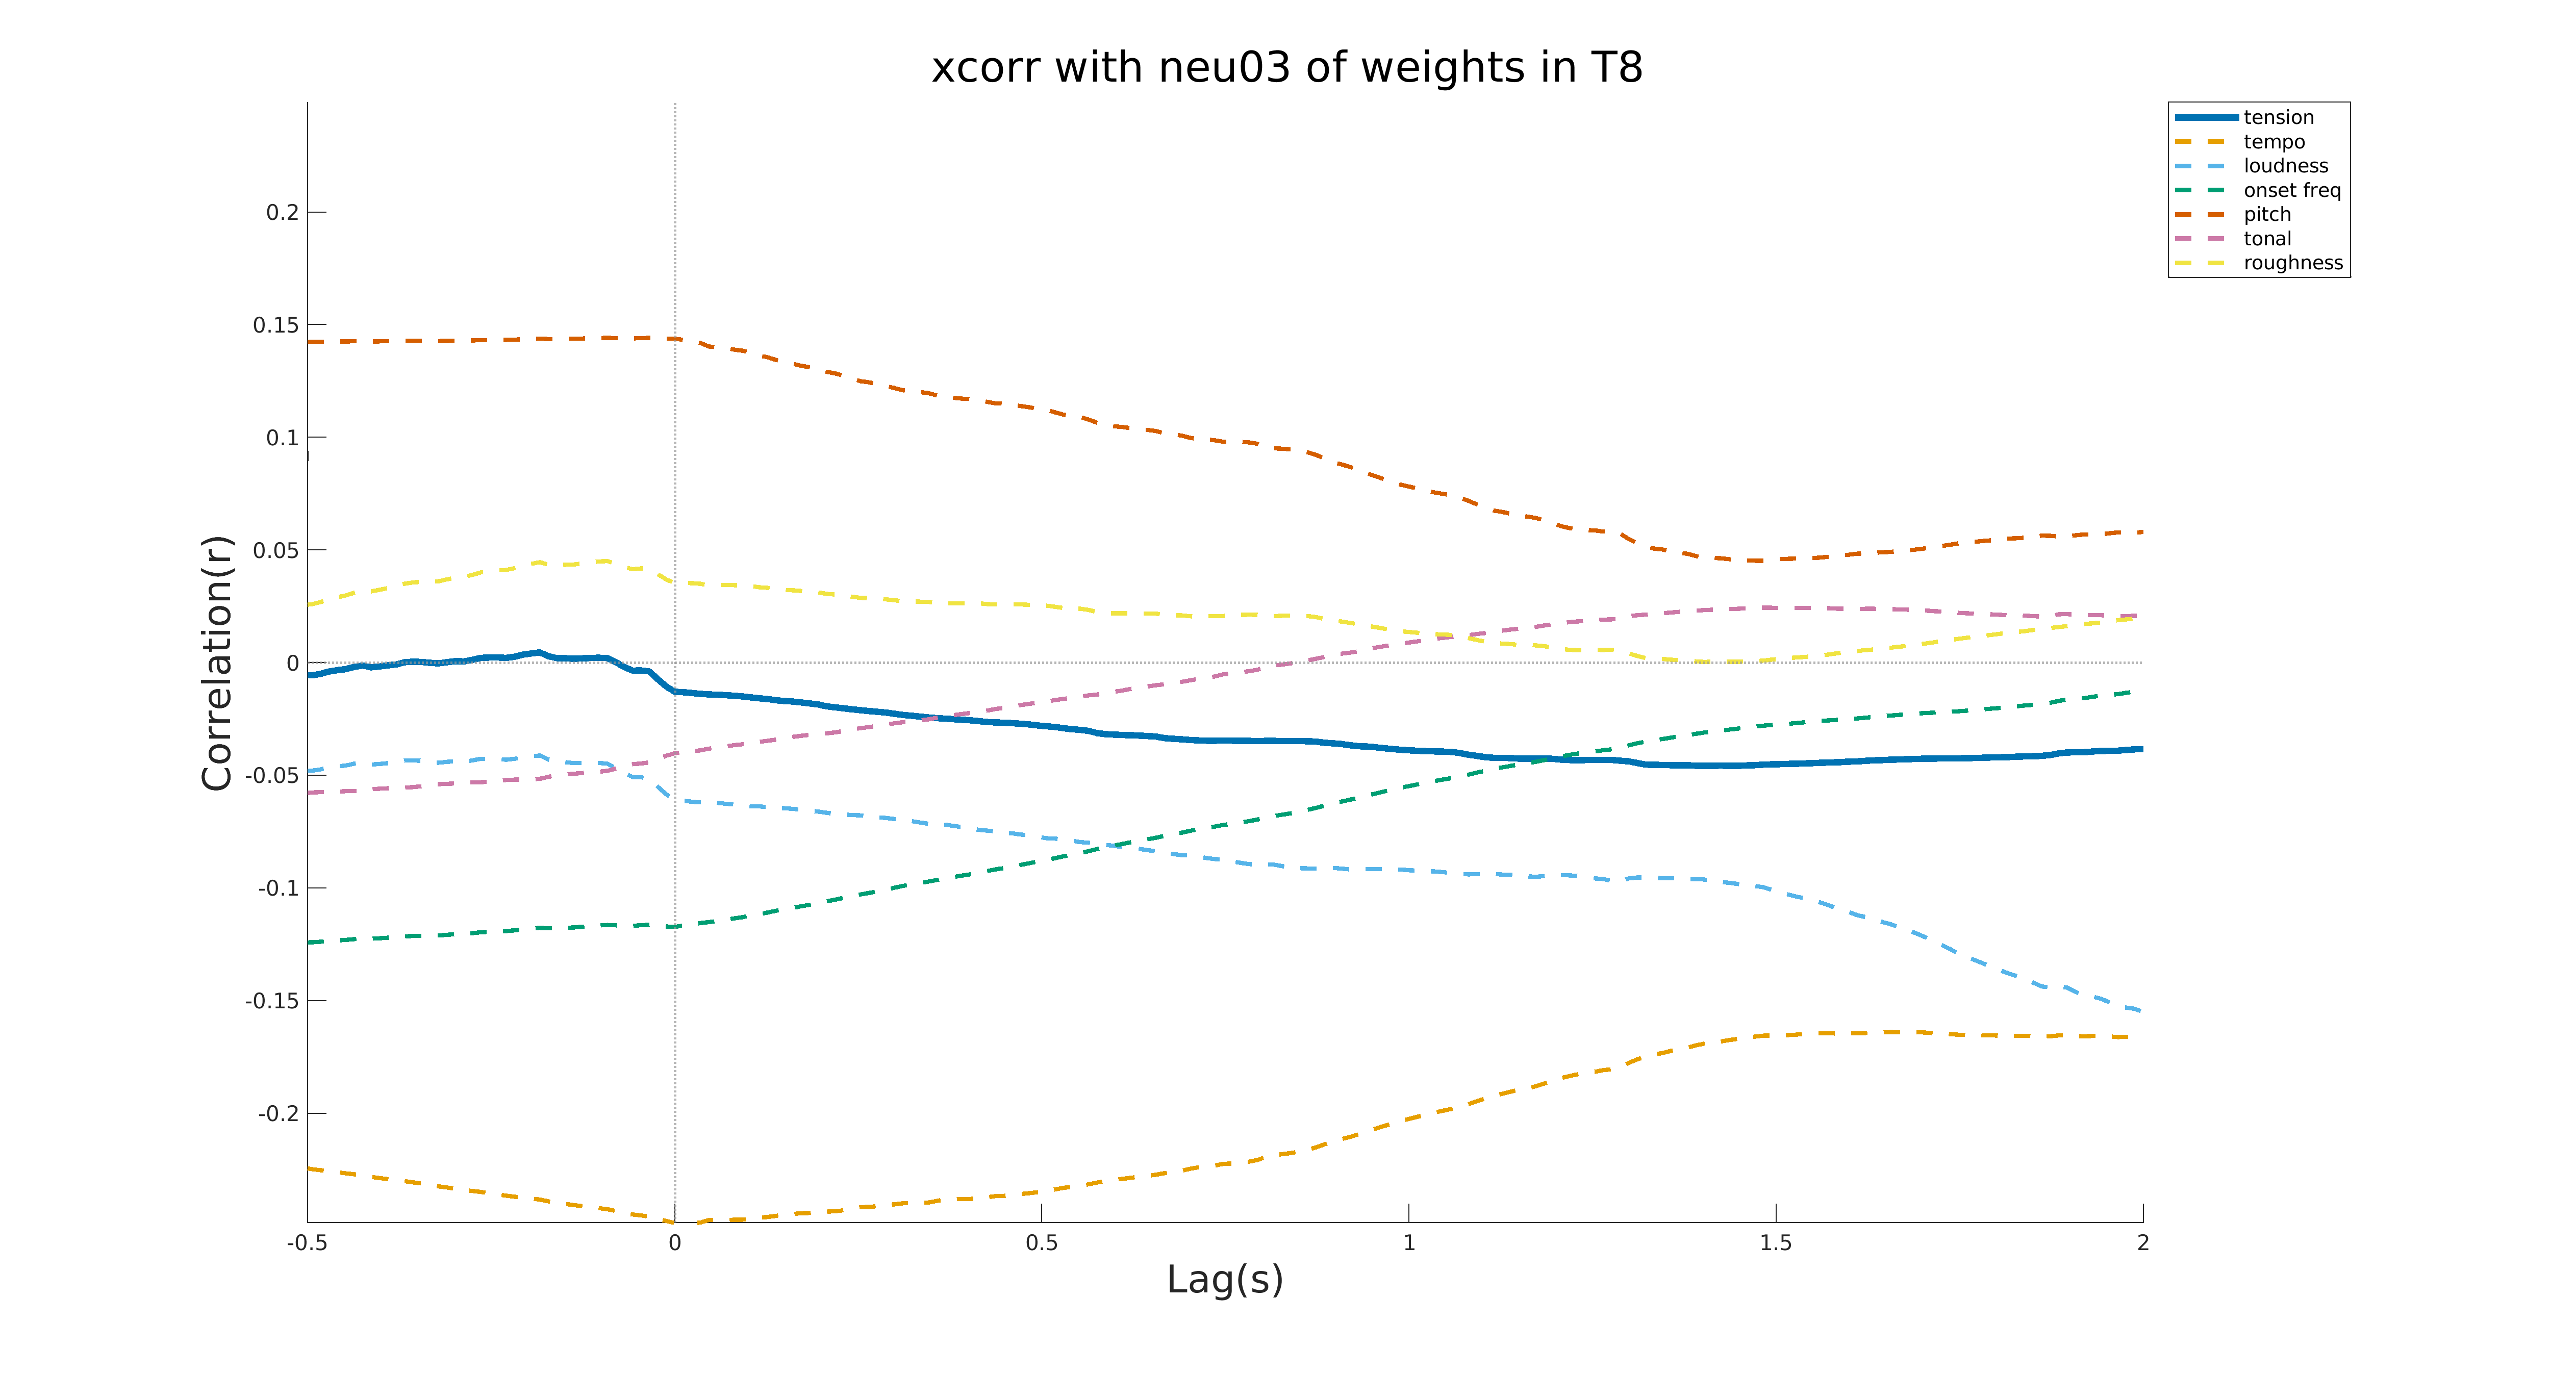 xcorr with neu03 of weights in T8
tension
tempo
loudness
onset freq
pitch
tonal
roughness
Correlation(r)
0.2
0.15
0.1
0.05
0
-0.05
-0.1
-0.15
-0.2
-0.5
0
0.5
1
1.5
2
Lag(s)